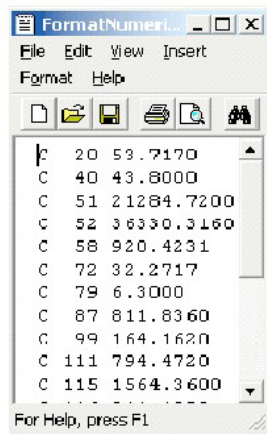 FormatNumeri...
File Edit View Insert
Format Help
C 20 53.7170
C 40 43.8000
C 51 21284.7200
C 52 36330.3160
C 58 920.4231
C 72 32.2717
C 79 6.3000
C 87 811.8360
C 99 164.1620
C 111 794.4720
C 115 1564.3600
For Help, press F1